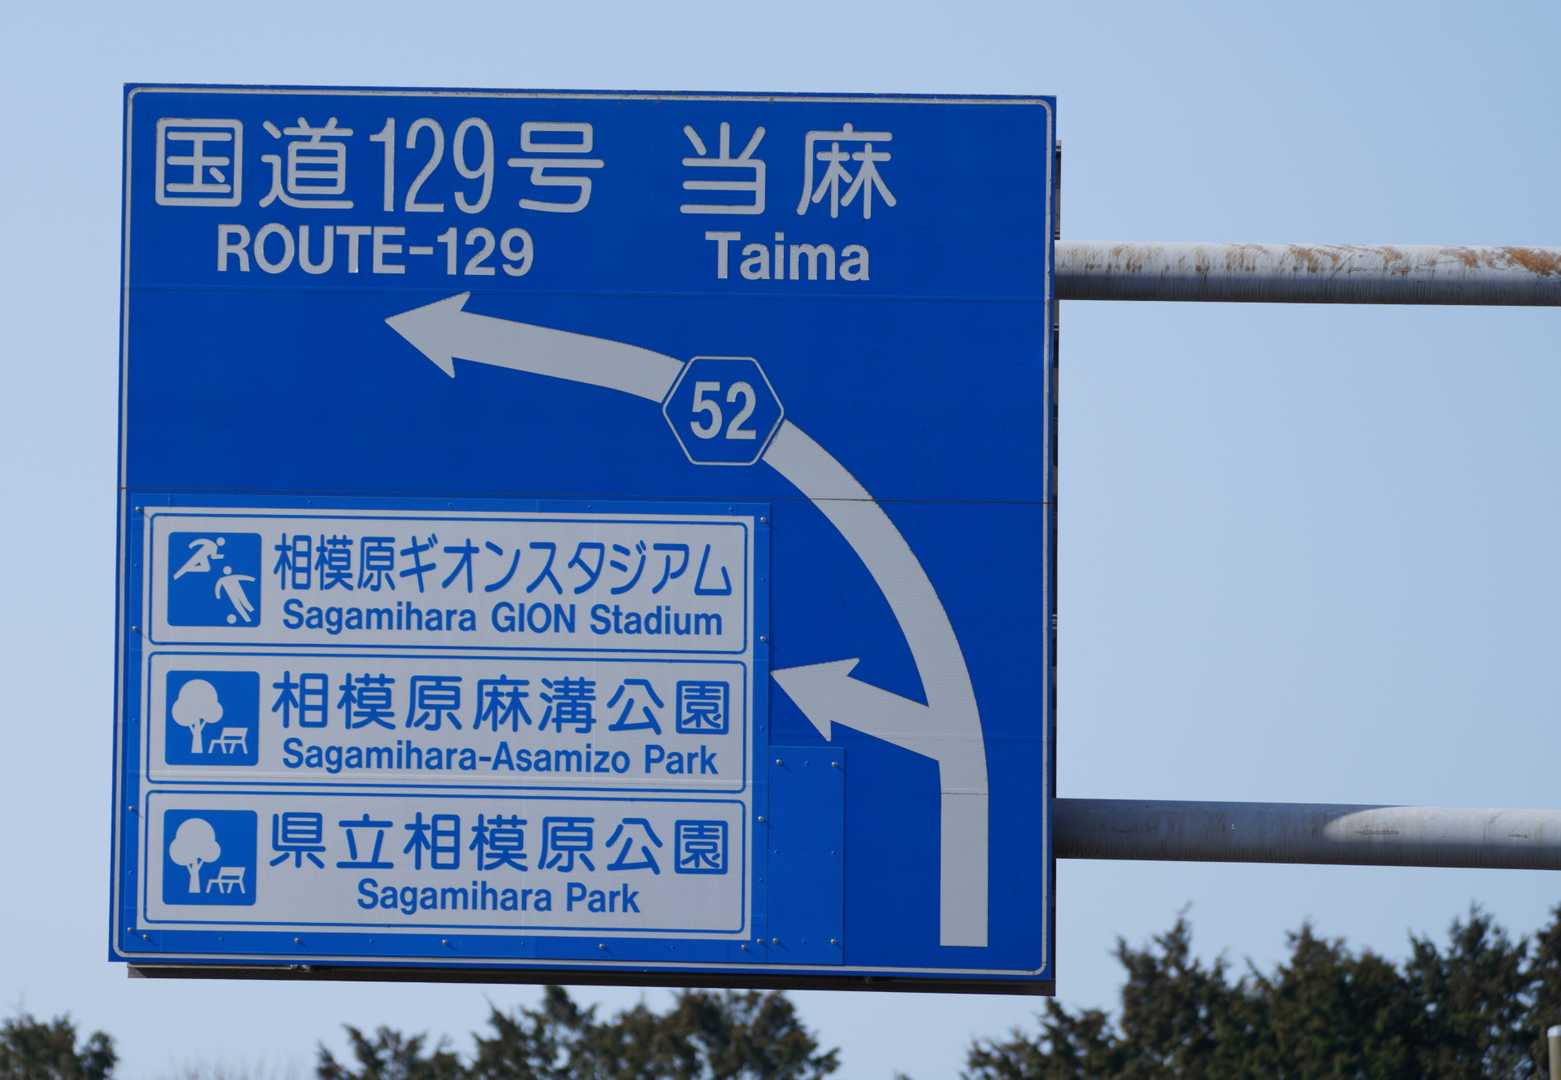 国道129号 当麻
ROUTE-129 Taima
52
相模原ギオンスタジアム
Sagamihara GION Stadium
相模原麻溝公園
Sagamihara-Asamizo Park
県立相模原公園
Sagamihara Park